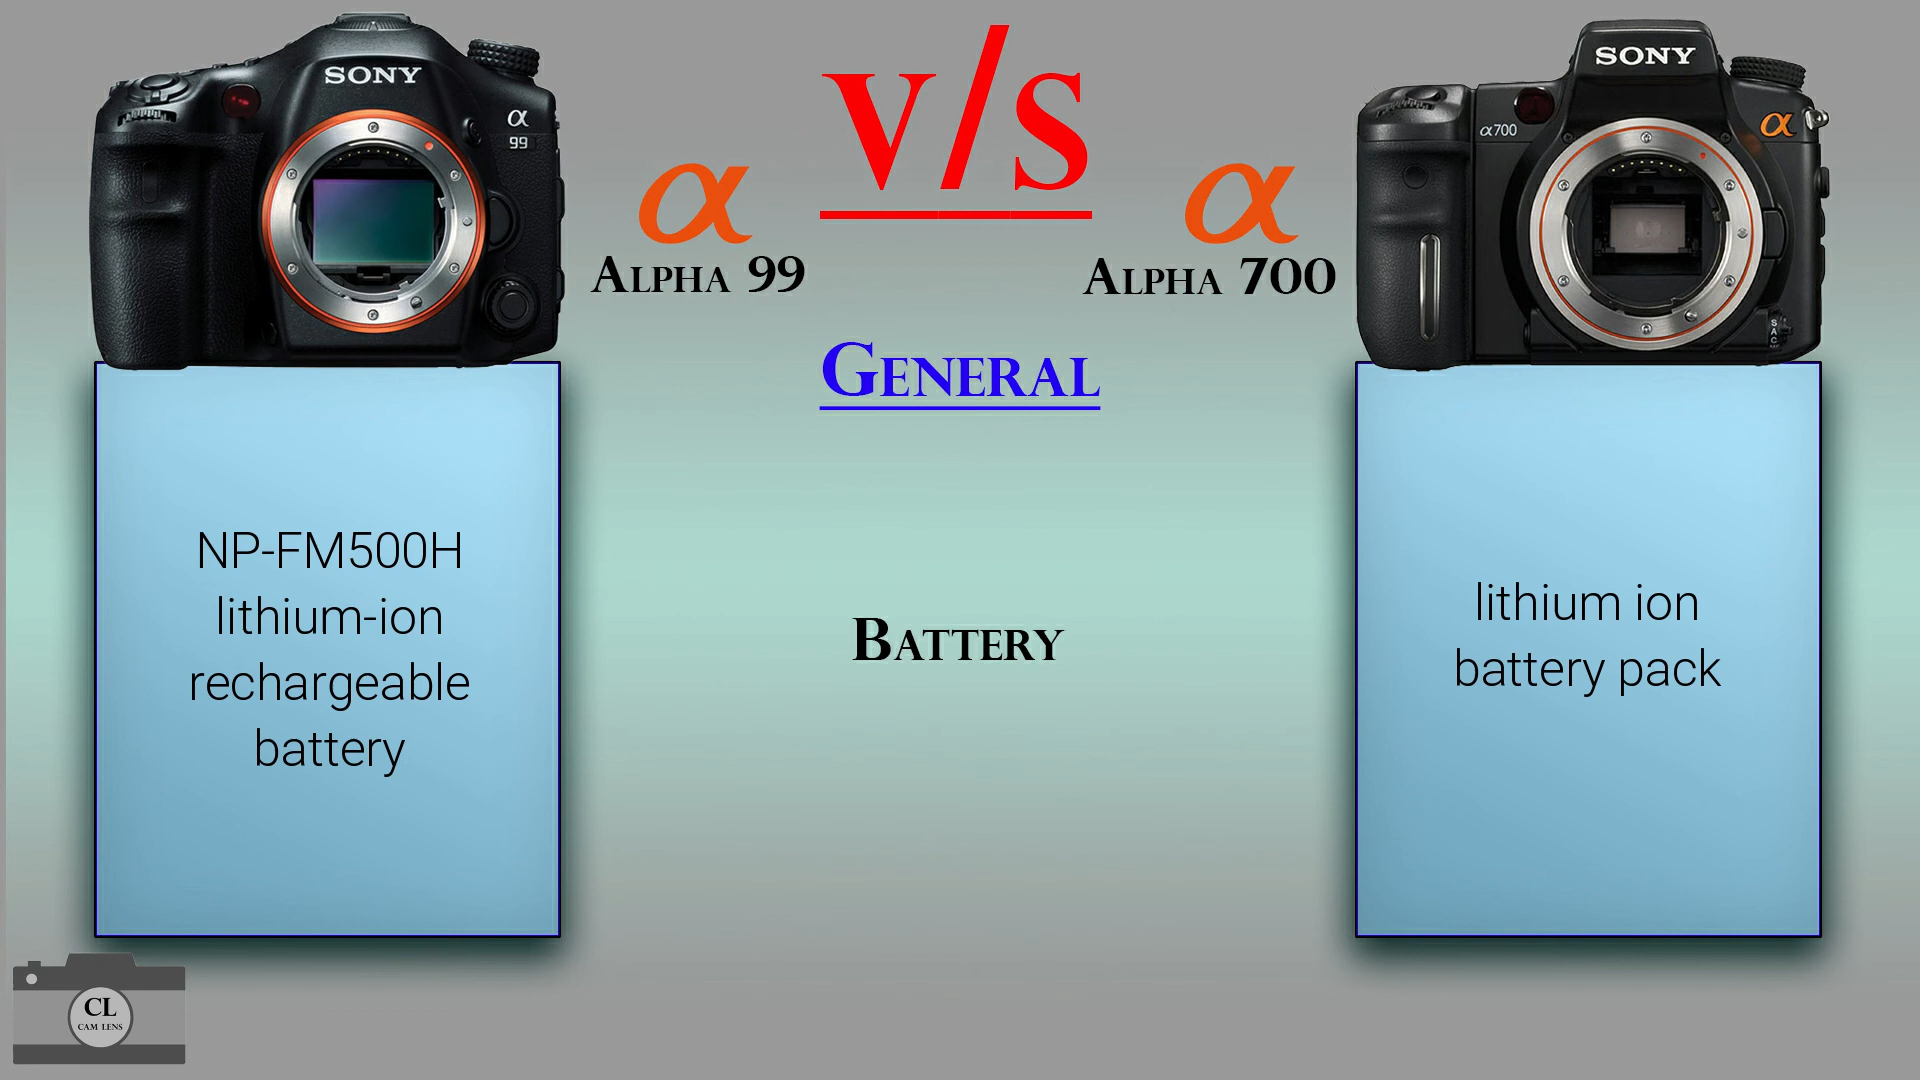 SONY
α
99
V/S
SONY
α700
α
α
Alpha 99
α
Alpha 700
General
NP-FM500H
lithium-ion
rechargeable
battery
Battery
lithium ion
battery pack
CL
CAM LENS